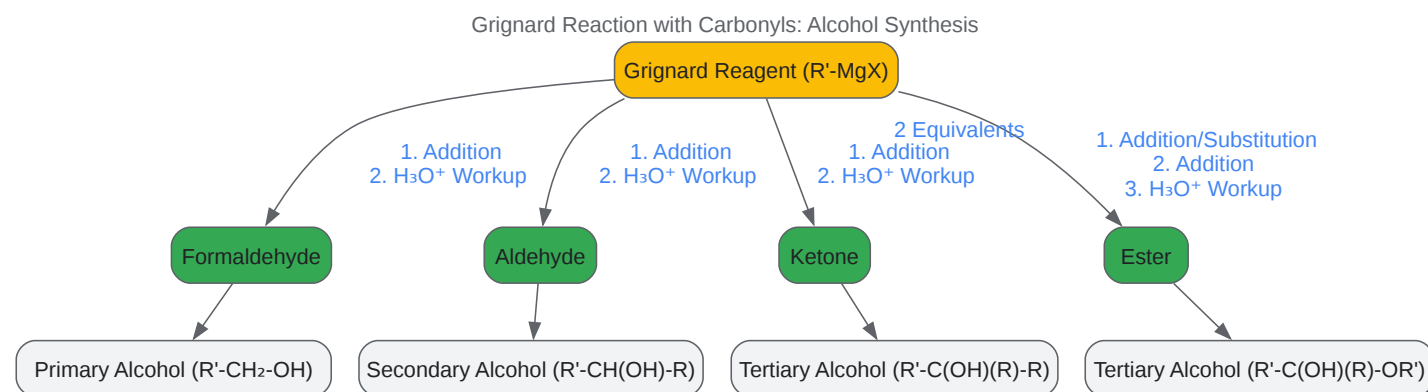 Grignard Reaction with Carbonyls: Alcohol Synthesis
Grignard Reagent (R'-MgX)
1. Addition
2. H₃O⁺ Workup
1. Addition
2. H₃O⁺ Workup
1. Addition
2. H₃O⁺ Workup
2 Equivalents
1. Addition/Substitution
2. Addition
3. H₃O⁺ Workup
Formaldehyde
Aldehyde
Ketone
Ester
Primary Alcohol (R'-CH₂-OH)
Secondary Alcohol (R'-CH(OH)-R)
Tertiary Alcohol (R'-C(OH)(R)-R)
Tertiary Alcohol (R'-C(OH)(R)-OR')